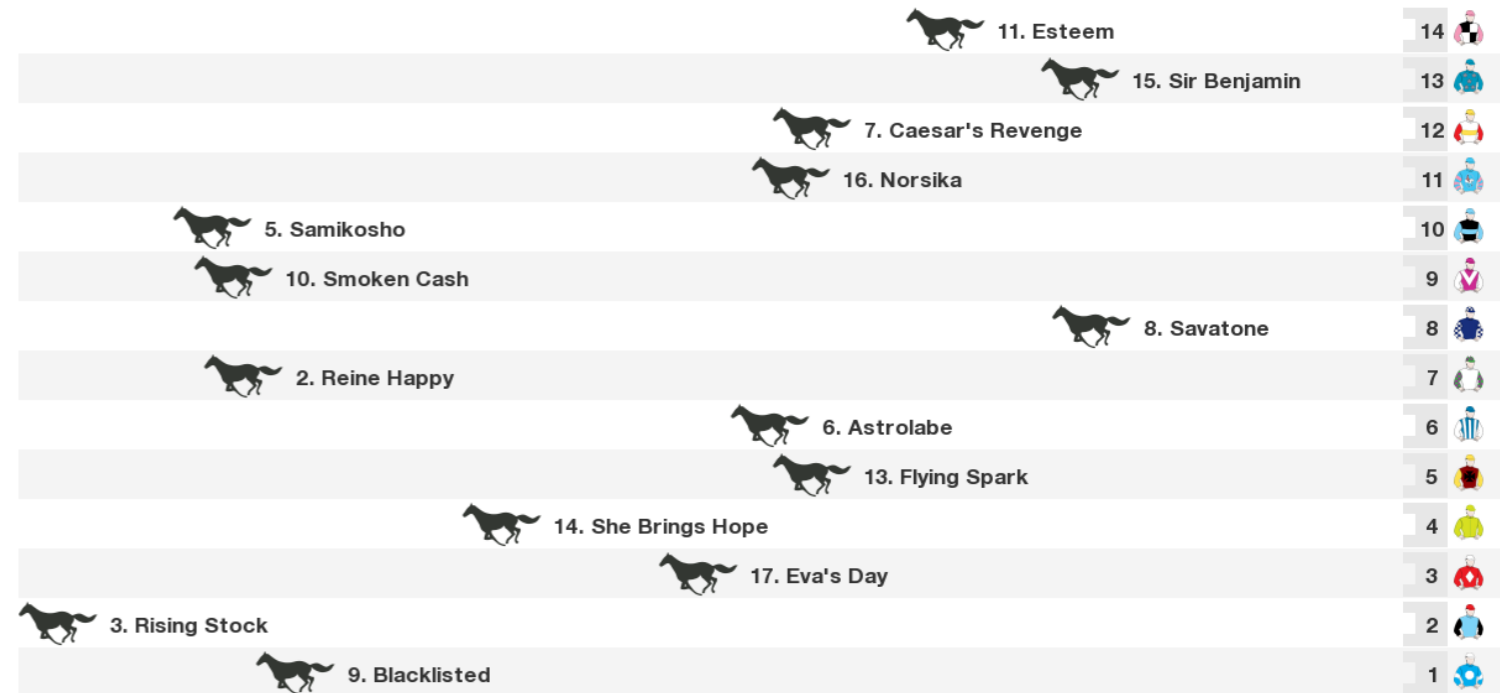 11. Esteem 14
15. Sir Benjamin 13
7. Caesar's Revenge 12
16. Norsika 11
5. Samikosho 10
10. Smoken Cash 9
8. Savatone 8
2. Reine Happy 7
6. Astrolabe 6
13. Flying Spark 5
14. She Brings Hope 4
17. Eva's Day 3
3. Rising Stock 2
9. Blacklisted 1